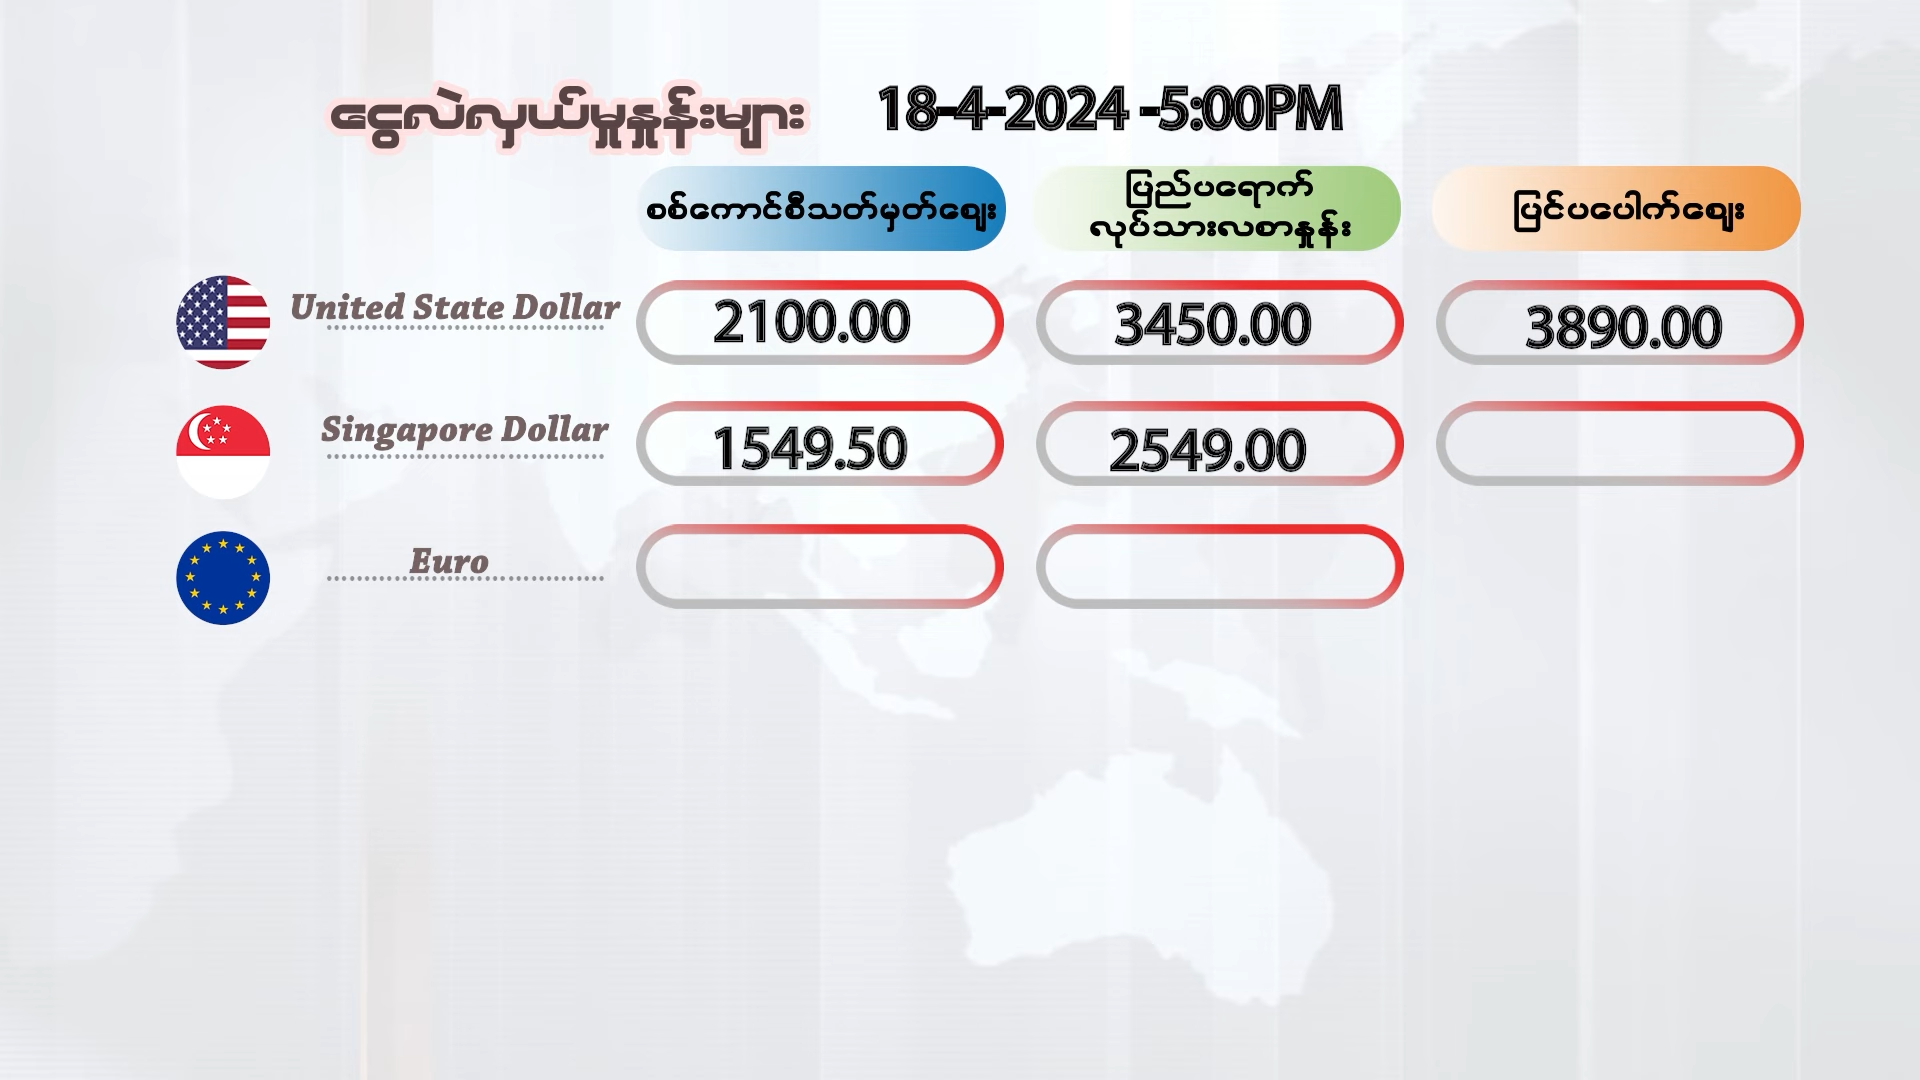 ငွေလဲလှယ်မှုနှုန်းများ 18-4-2024 -5:00PM
စစ်ကောင်စီသတ်မှတ်ဈေး
ပြည်ပရောက်
လုပ်သားလစာနှုန်း
ပြင်ပပေါက်ဈေး
United State Dollar 2100.00 3450.00 3890.00
Singapore Dollar 1549.50 2549.00
Euro